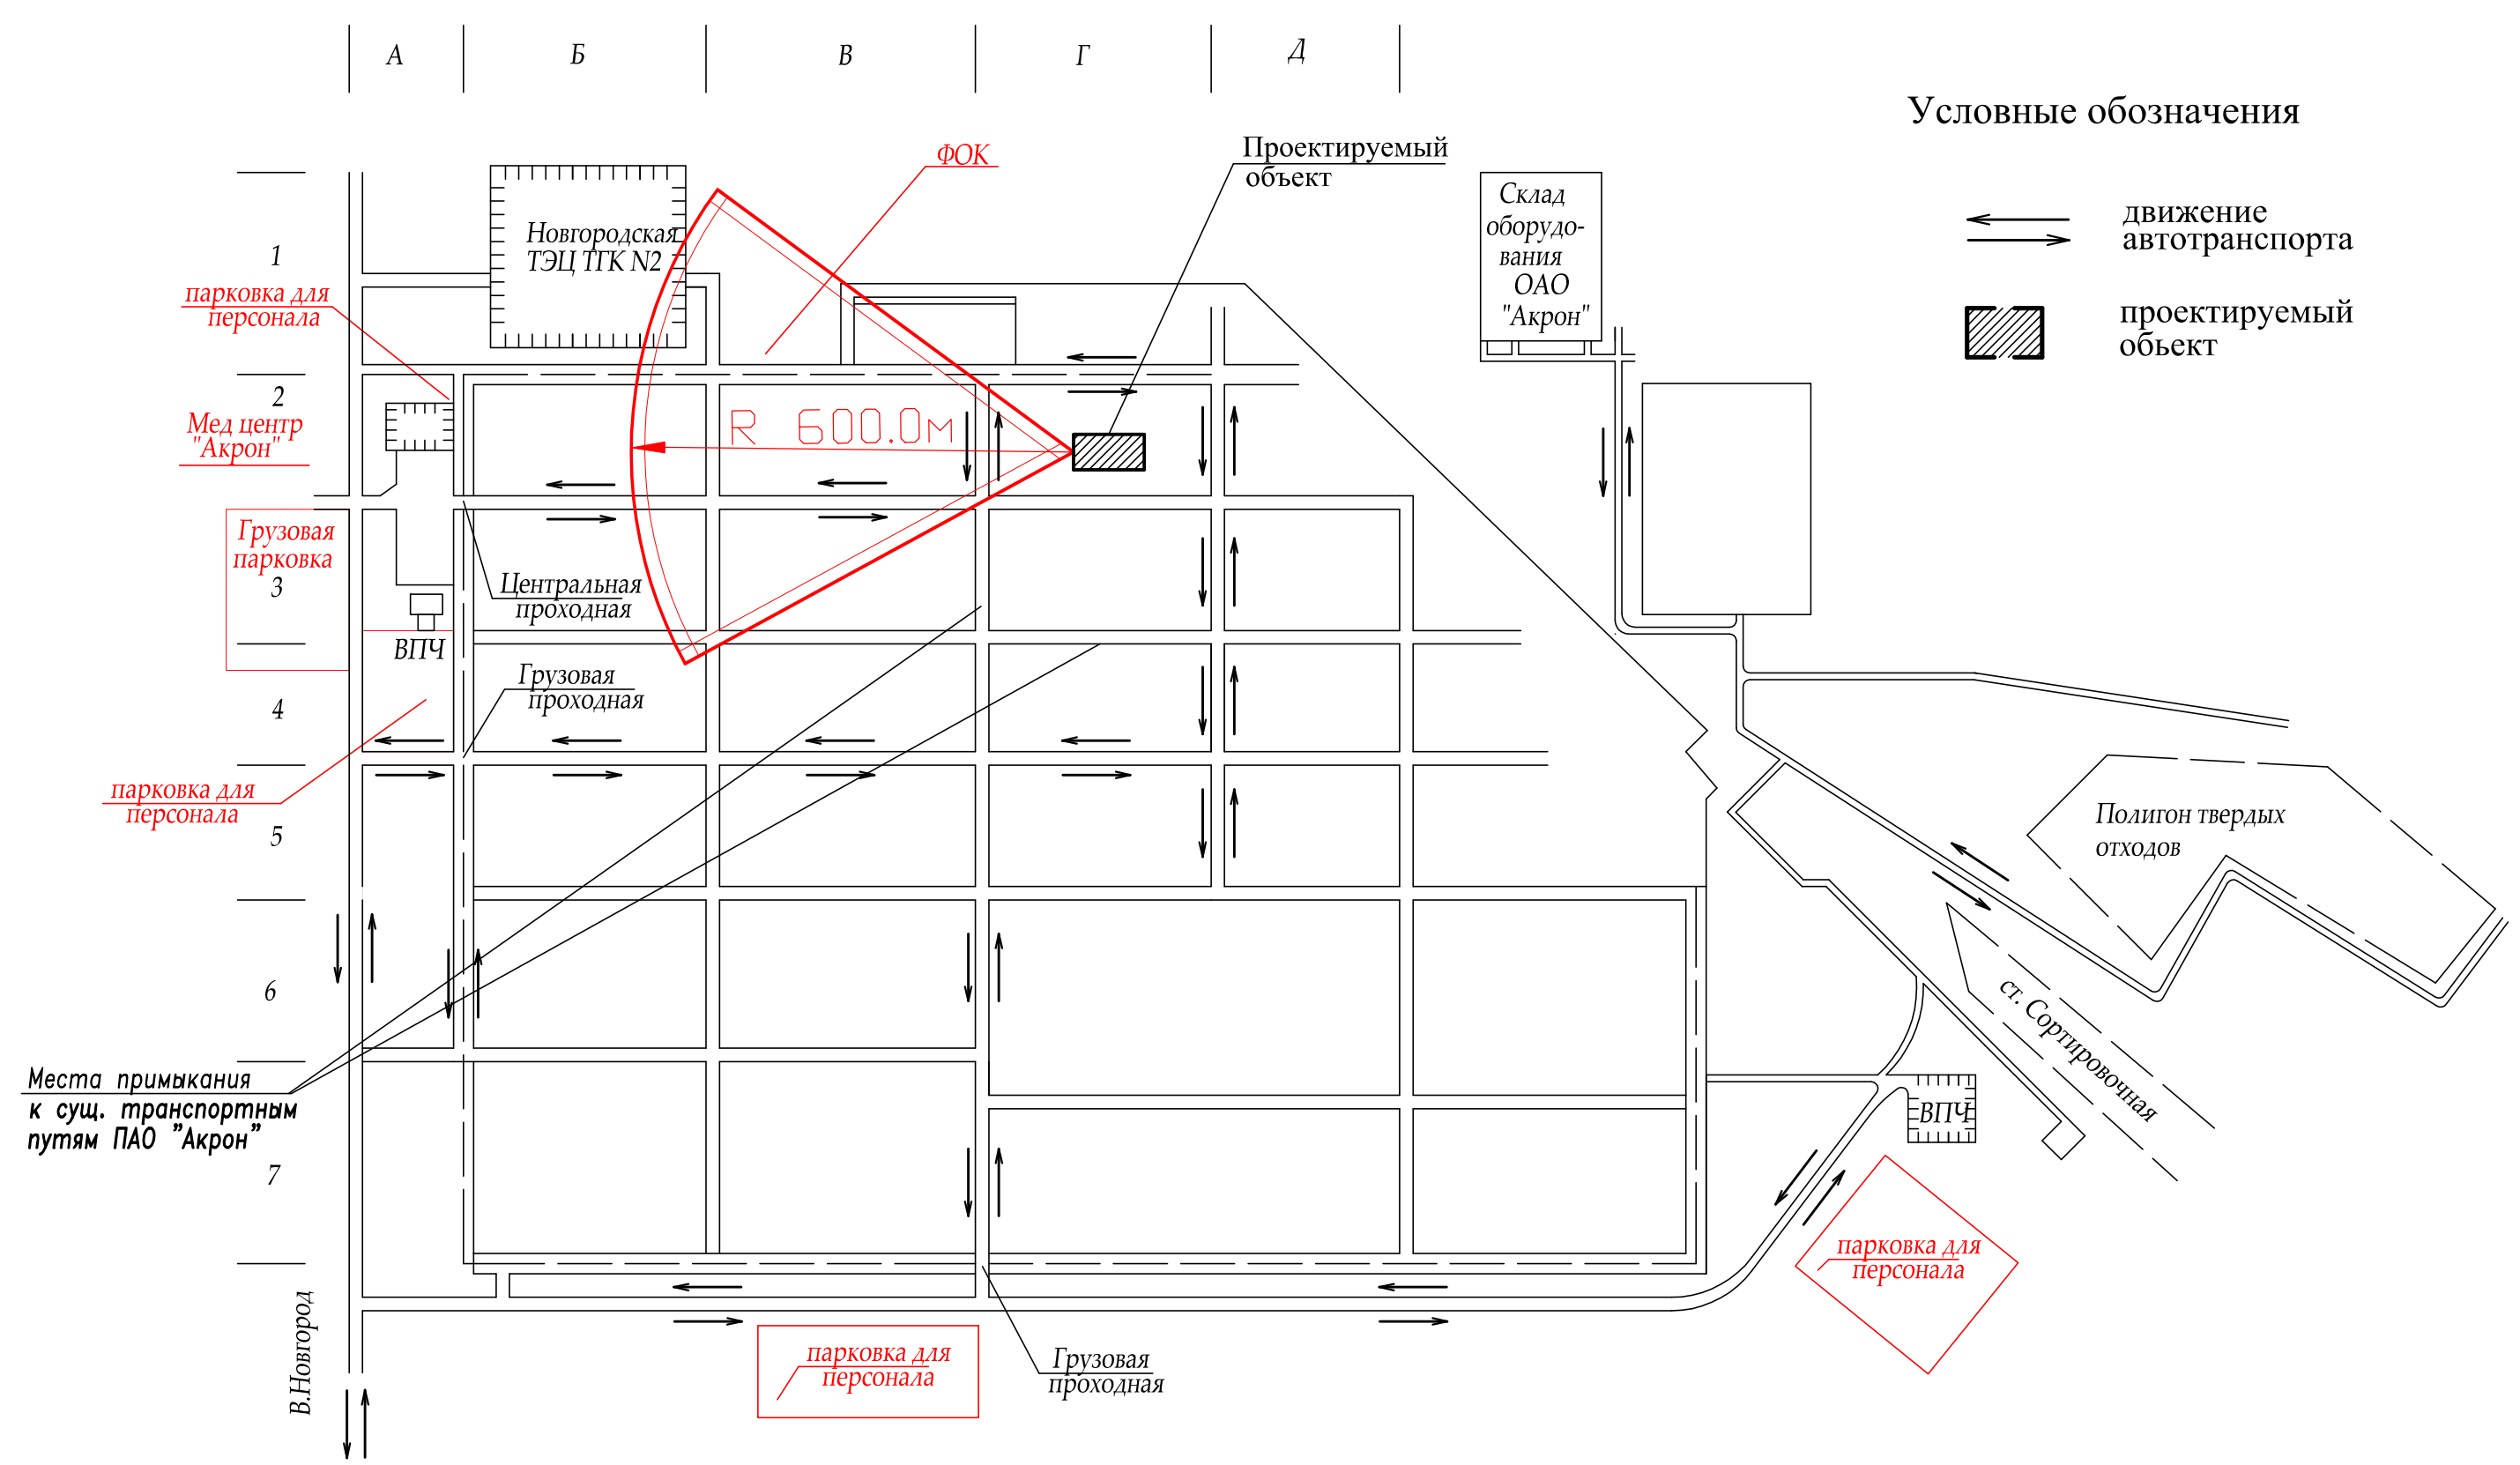 А
Б
В
Г
Д
Условные обозначения
движение
автотранспорта
проектируемый
обьект
ФОК
Проектируемый
объект
Склад
оборудо-
вания
ОАО
"Акрон"
Новгородская
ТЭЦ ТГК N2
1
парковка для
персонала
2
Мед центр
"Акрон"
R 600.0м
Грузовая
парковка
3
Центральная
проходная
ВПЧ
Грузовая
проходная
4
парковка для
персонала
5
Полигон твердых
отходов
6
ст. Сортировочная
Места примыкания
к сущ. транспортным
путям ПАО "Акрон"
ВПЧ
7
парковка для
персонала
В.Новгород
парковка для
персонала
Грузовая
проходная